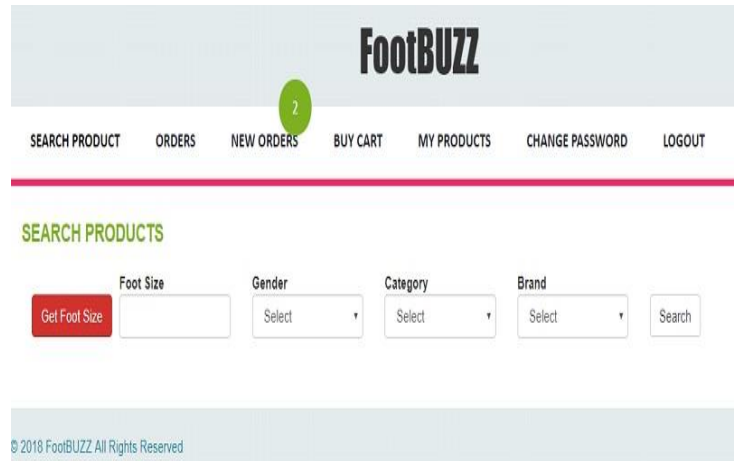 FootBUZZ
2
SEARCH PRODUCT ORDERS NEW ORDERS BUY CART MY PRODUCTS CHANGE PASSWORD LOGOUT
SEARCH PRODUCTS
Foot Size Gender Category Brand
Get Foot Size Select Select Select Search
© 2018 FootBUZZ All Rights Reserved